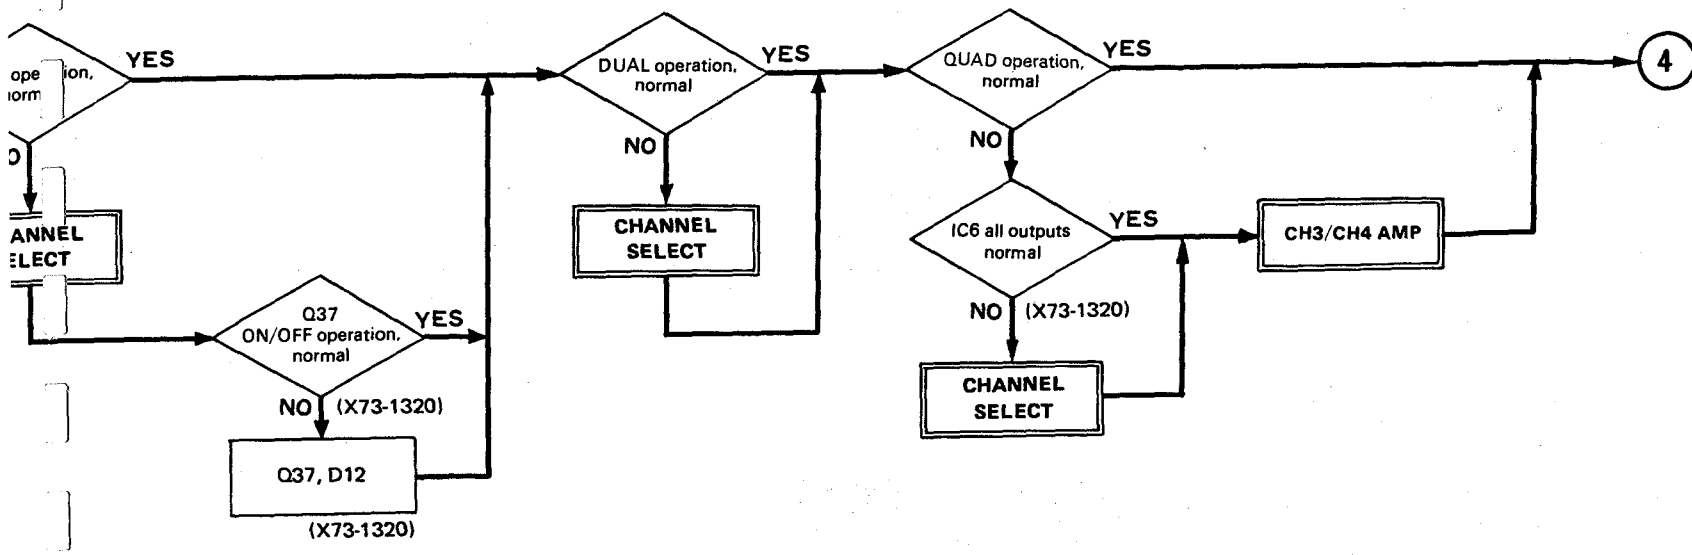 YES
NO
ANNEL
ELECT
Q37
ON/OFF operation,
normal
YES
NO
(X73-1320)
Q37, D12
(X73-1320)
DUAL operation,
normal
YES
NO
CHANNEL
SELECT
QUAD operation,
normal
YES
NO
IC6 all outputs
normal
YES
NO
(X73-1320)
CHANNEL
SELECT
CH3/CH4 AMP
4